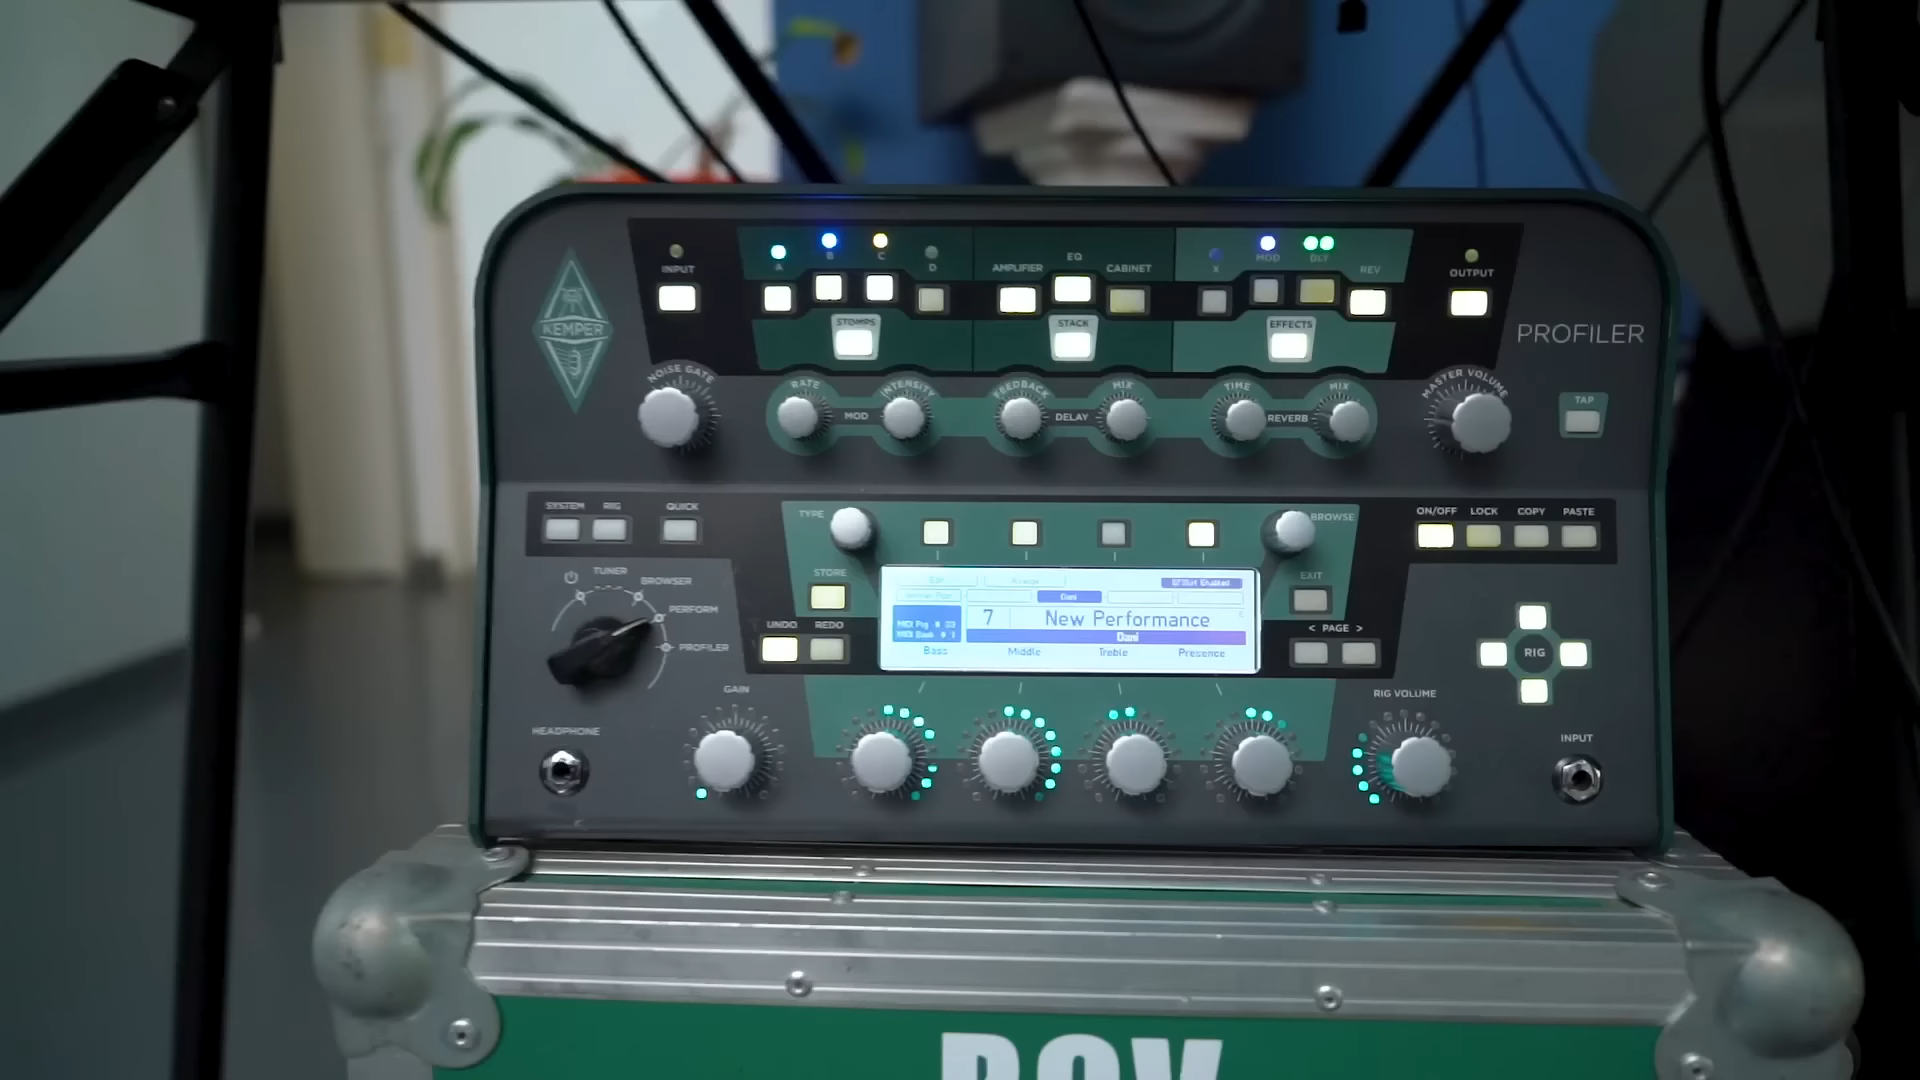 INPUT
A B C D
AMPLIFIER EQ CABINET
X MOD DLY REV
OUTPUT
STOMPS STACK EFFECTS
KEMPER
PROFILER
NOISE GATE
RATE MOD INTENSITY
FEEDBACK DELAY MIX
TIME REVERB MIX
MASTER VOLUME
TAP
SYSTEM RIG QUICK
TYPE
BROWSE
ON/OFF LOCK COPY PASTE
TUNER
BROWSER
PERFORM
PROFILER
STORE
UNDO REDO
EXIT
< PAGE >
Edit
Dani
7 New Performance
Dani
Bass Middle Treble Presence
RIG
GAIN
RIG VOLUME
HEADPHONE
INPUT